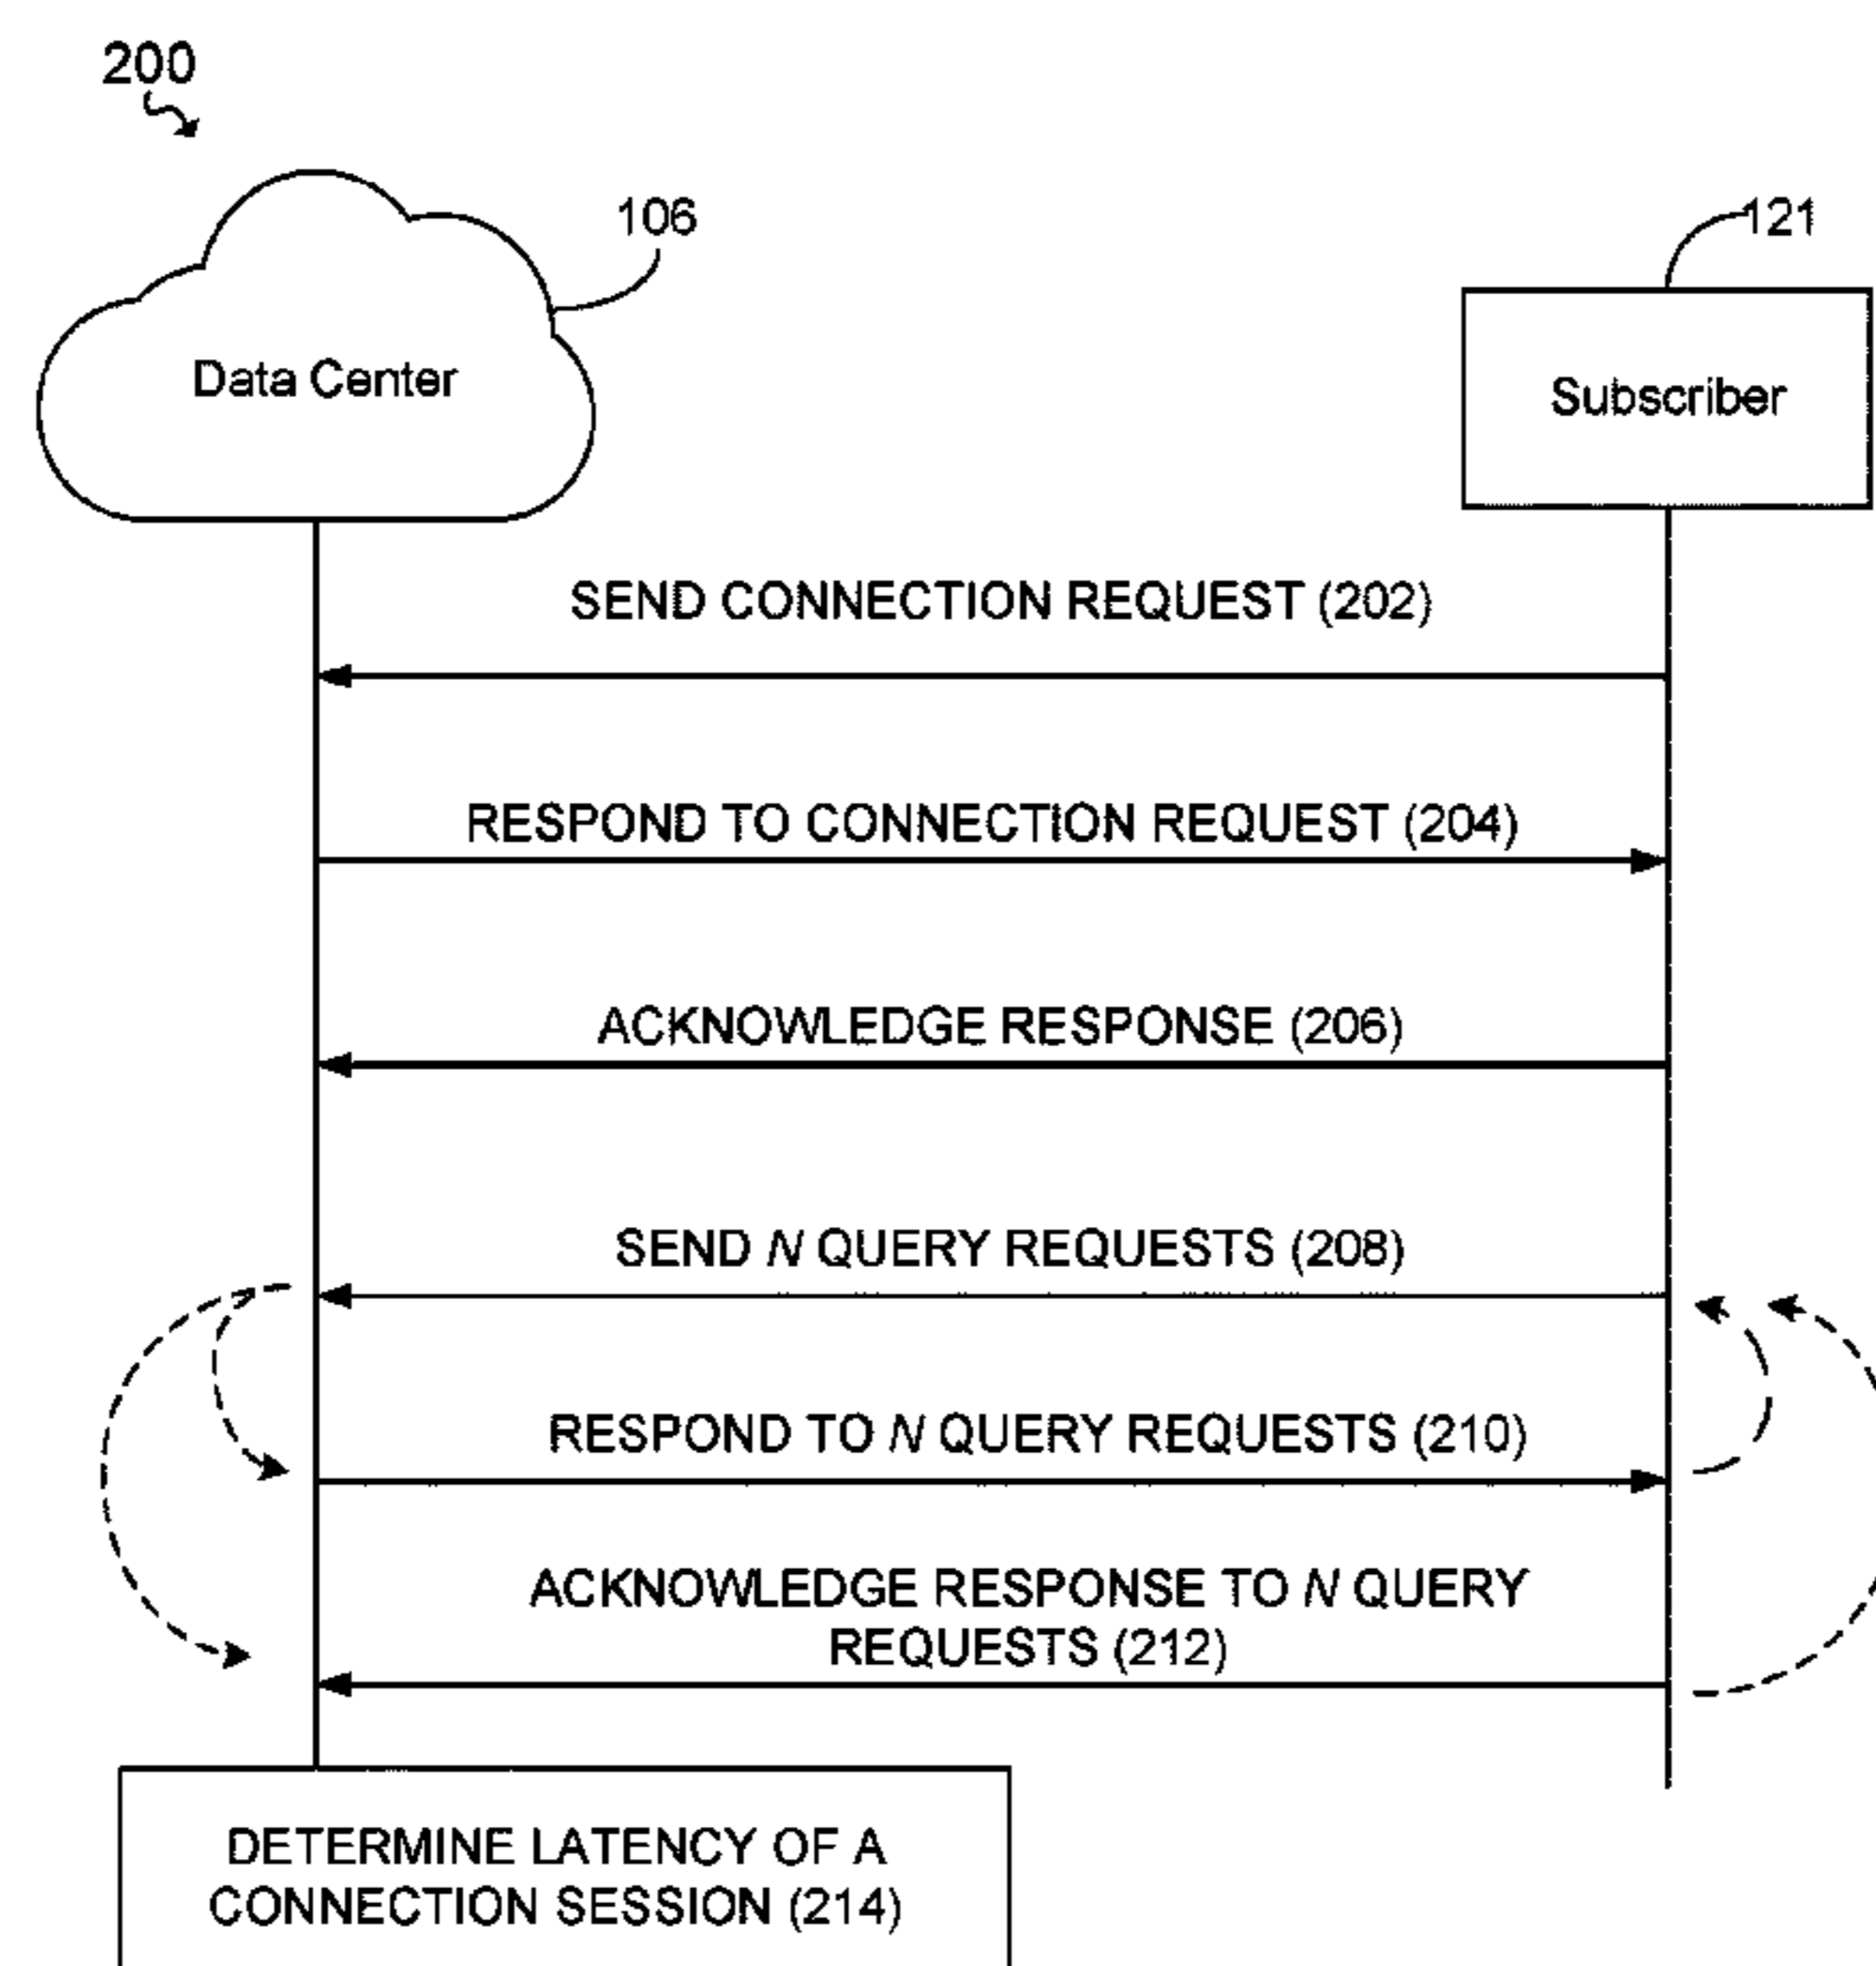 200
106
121
Data Center
Subscriber
SEND CONNECTION REQUEST (202)
RESPOND TO CONNECTION REQUEST (204)
ACKNOWLEDGE RESPONSE (206)
SEND N QUERY REQUESTS (208)
RESPOND TO N QUERY REQUESTS (210)
ACKNOWLEDGE RESPONSE TO N QUERY
REQUESTS (212)
DETERMINE LATENCY OF A
CONNECTION SESSION (214)